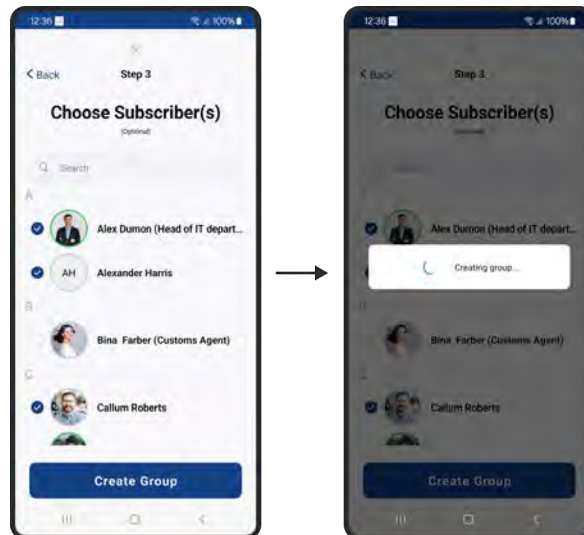 12:36
100%
Back
Step 3
Choose Subscriber(s)
(Optional)
Search
A
Alex Dumon (Head of IT depart...
AH
Alexander Harris
B
Bina Farber (Customs Agent)
C
Callum Roberts
Create Group
12:36
100%
Back
Step 3
Choose Subscriber(s)
(Optional)
Search
Alex Dumon (Head of IT depart...
Creating group...
B
Bina Farber (Customs Agent)
Callum Roberts
Create Group